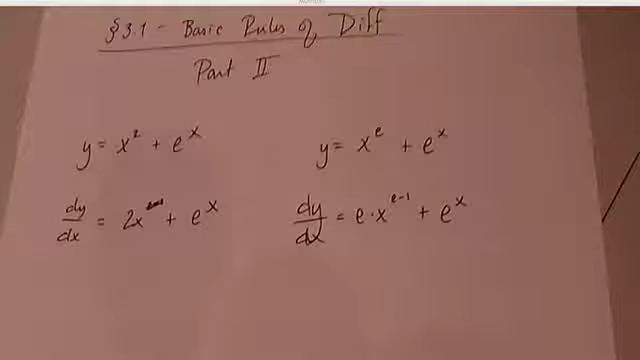 §3.1 - Basic Rules of Diff
Part II
y = x² + eˣ
dy/dx = 2x + eˣ
y = xᵉ + eˣ
dy/dx = e·xᵉ⁻¹ + eˣ